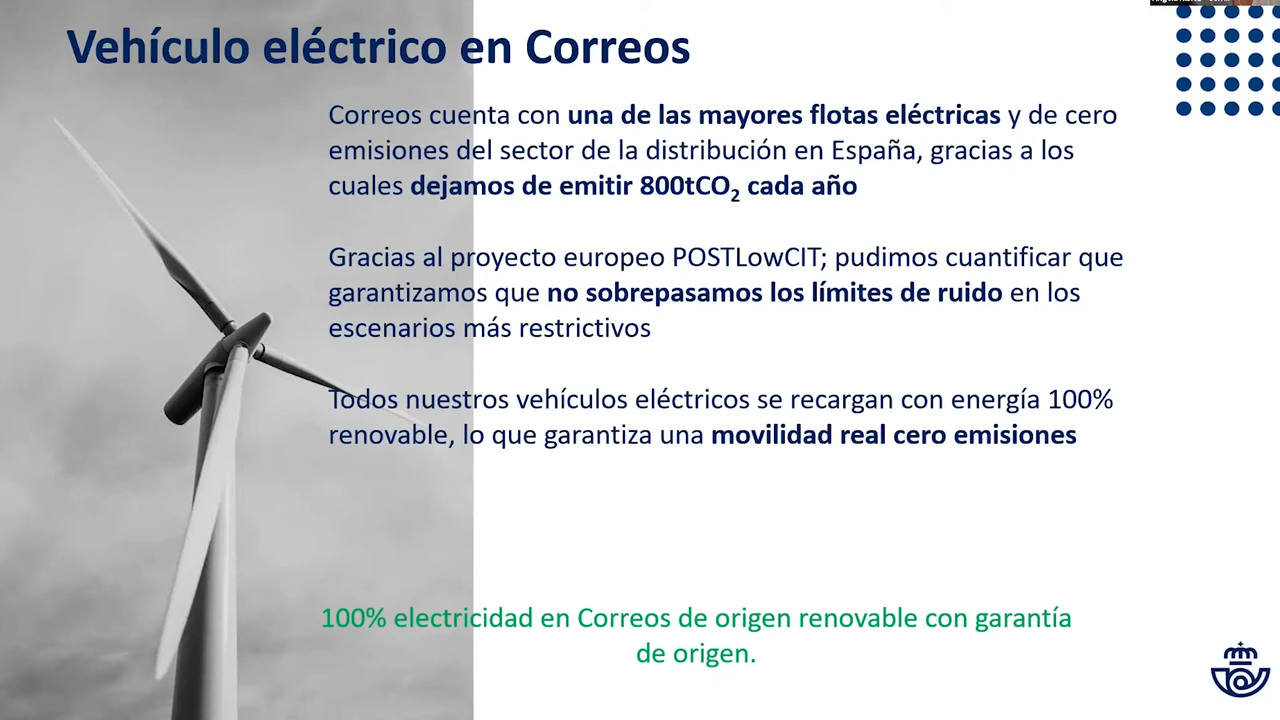 Vehículo eléctrico en Correos
Correos cuenta con una de las mayores flotas eléctricas y de cero
emisiones del sector de la distribución en España, gracias a los
cuales dejamos de emitir 800tCO₂ cada año
Gracias al proyecto europeo POSTLowCIT; pudimos cuantificar que
garantizamos que no sobrepasamos los límites de ruido en los
escenarios más restrictivos
Todos nuestros vehículos eléctricos se recargan con energía 100%
renovable, lo que garantiza una movilidad real cero emisiones
100% electricidad en Correos de origen renovable con garantía
de origen.